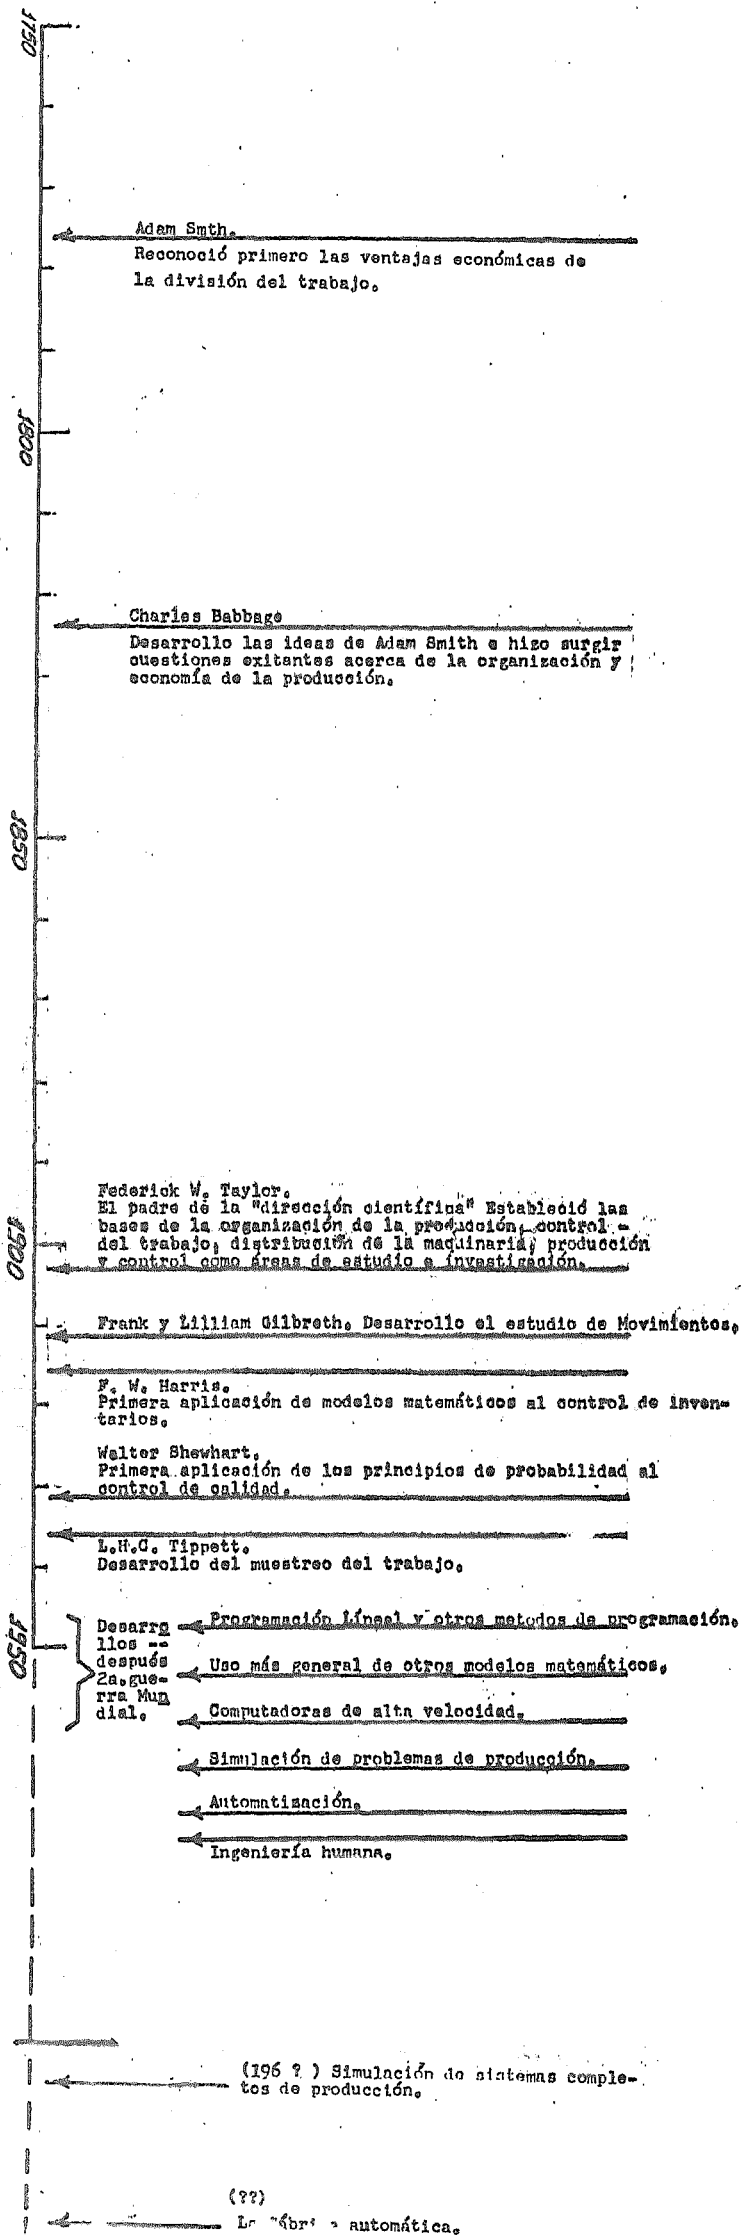 1750
Adam Smth.
Reconoció primero las ventajas económicas de
la división del trabajo.
1800
Charles Babbage
Desarrollo las ideas de Adam Smith e hizo surgir
cuestiones exitantes acerca de la organización y
economía de la producción.
1850
Federick W. Taylor.
El padre de la "dirección científica" Estableció las
bases de la organización de la producción, control -
del trabajo, distribución de la maquinaria, producción
y control como áreas de estudio e investigación.
1900
Frank y Lilliam Gilbreth. Desarrollo el estudio de Movimientos.
F. W. Harris.
Primera aplicación de modelos matemáticos al control de inven-
tarios.
Walter Shewhart.
Primera aplicación de los principios de probabilidad al
control de calidad.
L.H.C. Tippett.
Desarrollo del muestreo del trabajo.
1950
Desarro
llos --
después
2a.gue-
rra Mun
dial.
Programación Líneal y otros metodos de programación.
Uso más general de otros modelos matemáticos.
Computadoras de alta velocidad.
Simulación de problemas de producción.
Automatización.
Ingeniería humana.
(196 ? ) Simulación de sistemas comple-
tos de producción.
(??)
automática.